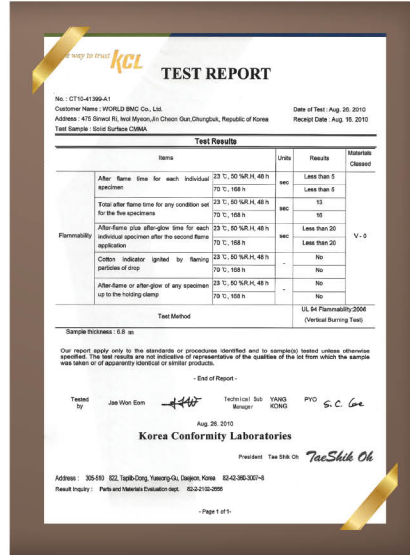 way to trust KCL
TEST REPORT
No. : CT10-41399-A1
Customer Name : WORLD BMC Co., Ltd.
Date of Test : Aug. 26, 2010
Address : 475 Sinwol Ri, Iwol Myeon,Jin Cheon Gun,Chungbuk, Republic of Korea
Receipt Date : Aug. 16, 2010
Test Sample : Solid Surface CMMA
Test Results
Items Units Results Materials Classed
Flammability
After flame time for each individual specimen
23 ℃, 50 %R.H, 48 h
sec
Less than 5
70 ℃, 168 h
Less than 5
Total after flame time for any condition set for the five specimens
23 ℃, 50 %R.H, 48 h
sec
13
70 ℃, 168 h
16
After-flame plus after-glow time for each individual specimen after the second flame application
23 ℃, 50 %R.H, 48 h
sec
Less than 20
70 ℃, 168 h
Less than 20
V - 0
Cotton indicator ignited by flaming particles of drop
23 ℃, 50 %R.H, 48 h
-
No
70 ℃, 168 h
No
After-flame or after-glow of any specimen up to the holding clamp
23 ℃, 50 %R.H, 48 h
-
No
70 ℃, 168 h
No
Test Method
UL 94 Flammability:2006
(Vertical Burning Test)
Sample thickness : 6.8 ㎜
Our report apply only to the standards or procedures identified and to sample(s) tested unless otherwise
specified. The test results are not indicative of representative of the qualities of the lot from which the sample
was taken or of apparently identical or similar products.
- End of Report -
Tested by Jae Won Eom
Technical Sub Manager YANG PYO KONG
S. C. Lee
Aug. 26. 2010
Korea Conformity Laboratories
President Tae Shik Oh TaeShik Oh
Address : 305-510 822, Taplib-Dong, Yuseong-Gu, Daejeon, Korea 82-42-360-3007~8
Result Inquiry : Parts and Materials Evaluation dept. 82-2-2102-2666
- Page 1 of 1-